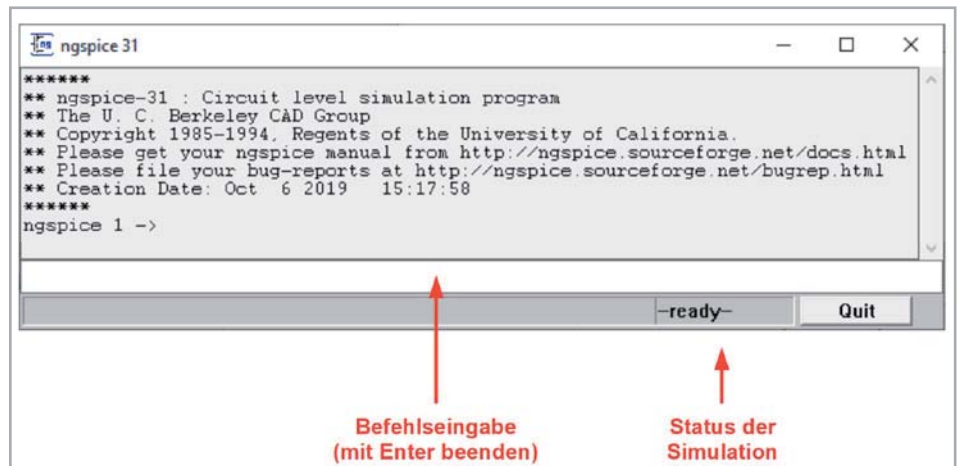 ngspice 31
******
** ngspice-31 : Circuit level simulation program
** The U. C. Berkeley CAD Group
** Copyright 1985-1994, Regents of the University of California.
** Please get your ngspice manual from http://ngspice.sourceforge.net/docs.html
** Please file your bug-reports at http://ngspice.sourceforge.net/bugrep.html
** Creation Date: Oct  6 2019   15:17:58
******
ngspice 1 ->
--ready-- Quit
Befehlseingabe
(mit Enter beenden)
Status der
Simulation